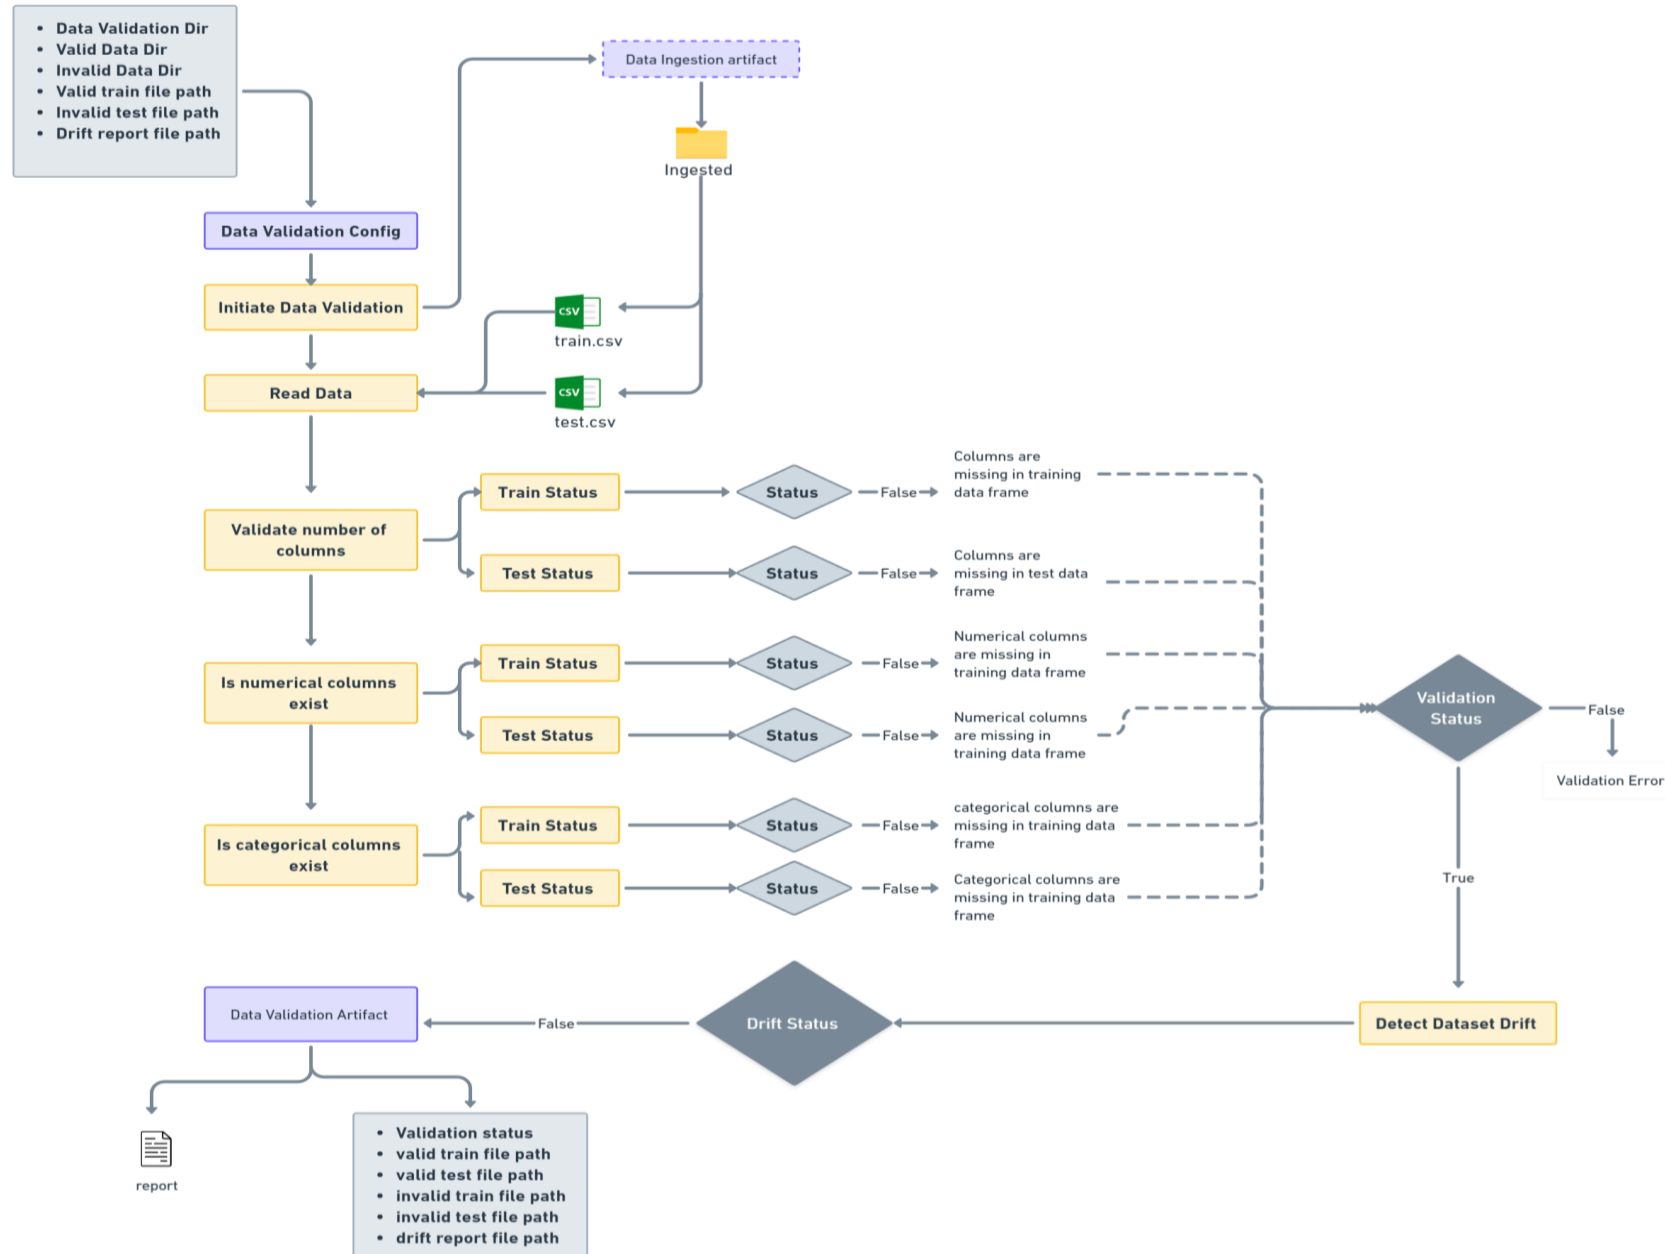 • Data Validation Dir
• Valid Data Dir
• Invalid Data Dir
• Valid train file path
• Invalid test file path
• Drift report file path
Data Ingestion artifact
Ingested
Data Validation Config
Initiate Data Validation
CSV
train.csv
Read Data
CSV
test.csv
Validate number of
columns
Train Status
Status
False
Columns are
missing in training
data frame
Test Status
Status
False
Columns are
missing in test data
frame
Is numerical columns
exist
Train Status
Status
False
Numerical columns
are missing in
training data frame
Test Status
Status
False
Numerical columns
are missing in
training data frame
Is categorical columns
exist
Train Status
Status
False
categorical columns are
missing in training data
frame
Test Status
Status
False
Categorical columns are
missing in training data
frame
Validation
Status
False
Validation Error
True
Detect Dataset Drift
Drift Status
False
Data Validation Artifact
report
• Validation status
• valid train file path
• valid test file path
• invalid train file path
• invalid test file path
• drift report file path